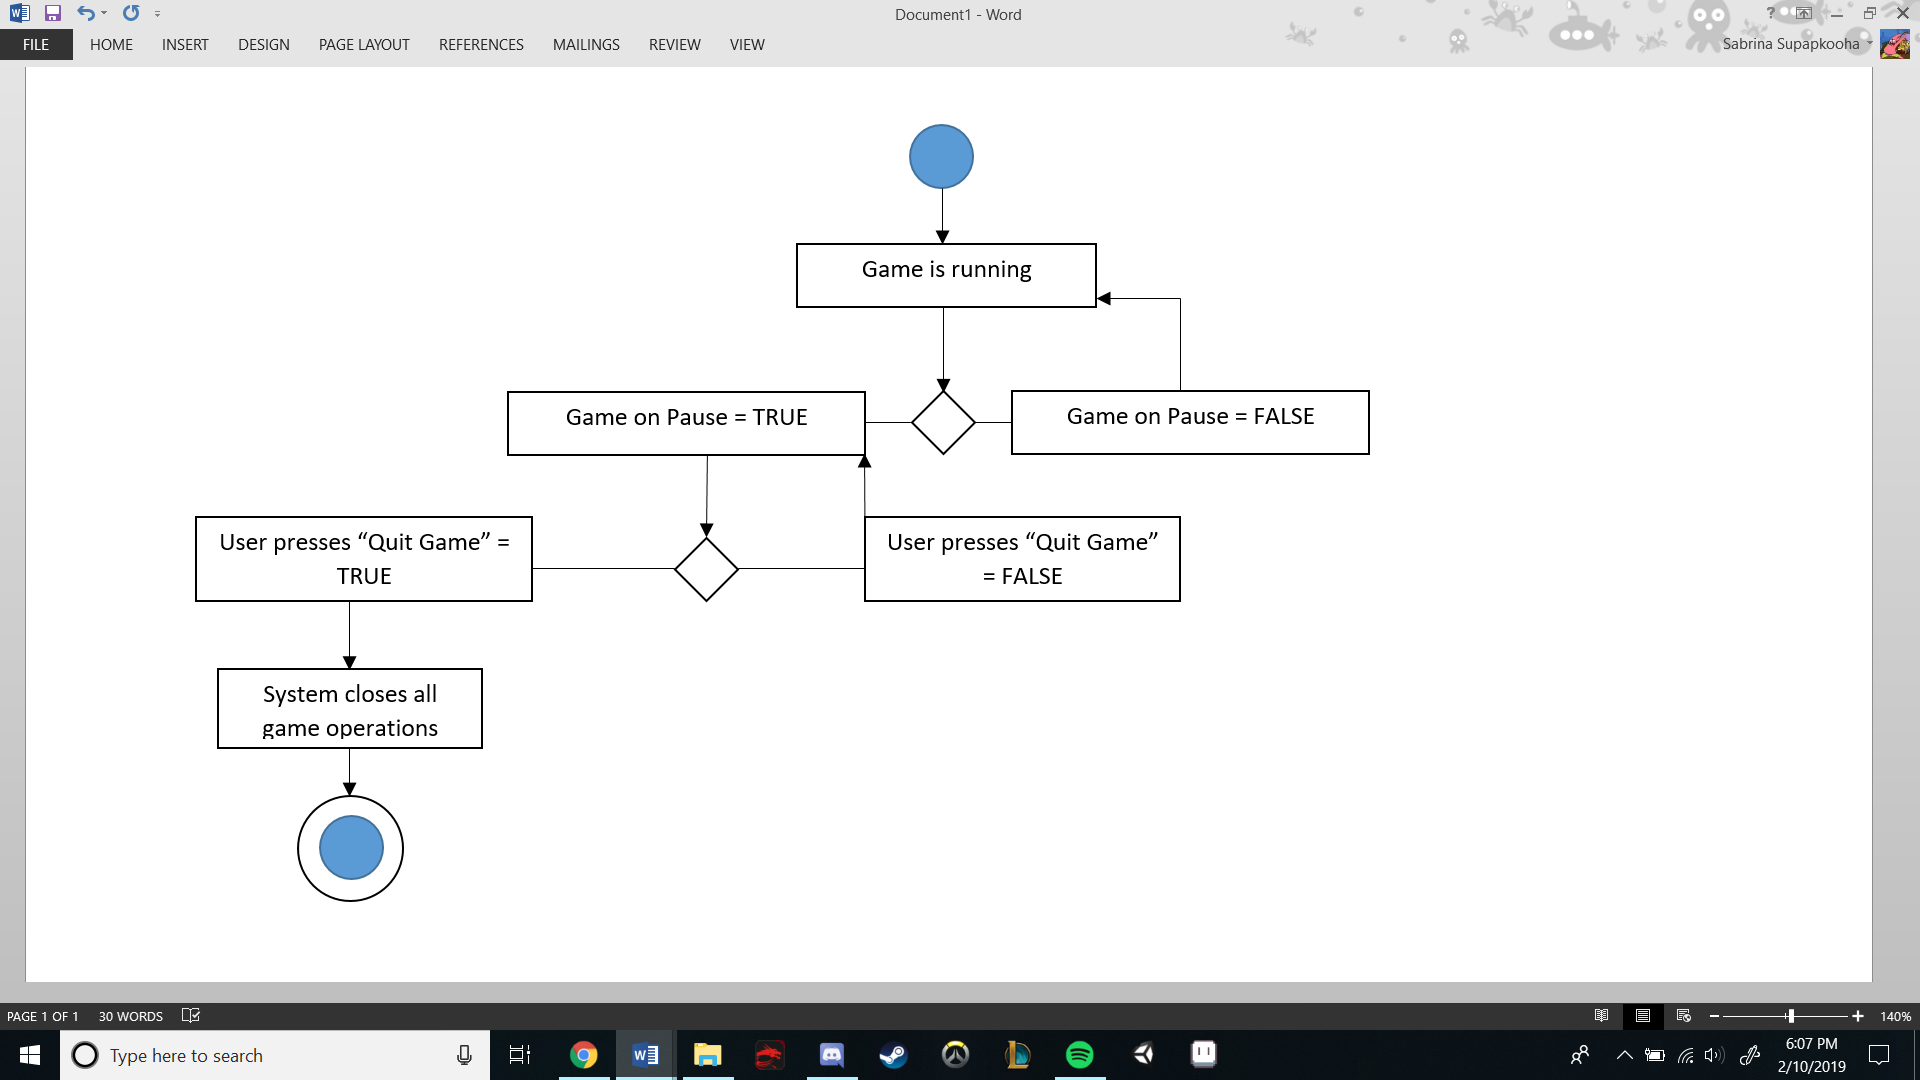 Document1 - Word
?
FILE HOME INSERT DESIGN PAGE LAYOUT REFERENCES MAILINGS REVIEW VIEW
Sabrina Supapkooha
Game is running
Game on Pause = TRUE
Game on Pause = FALSE
User presses “Quit Game” =
TRUE
User presses “Quit Game”
= FALSE
System closes all
game operations
PAGE 1 OF 1 30 WORDS
140%
Type here to search
6:07 PM
2/10/2019